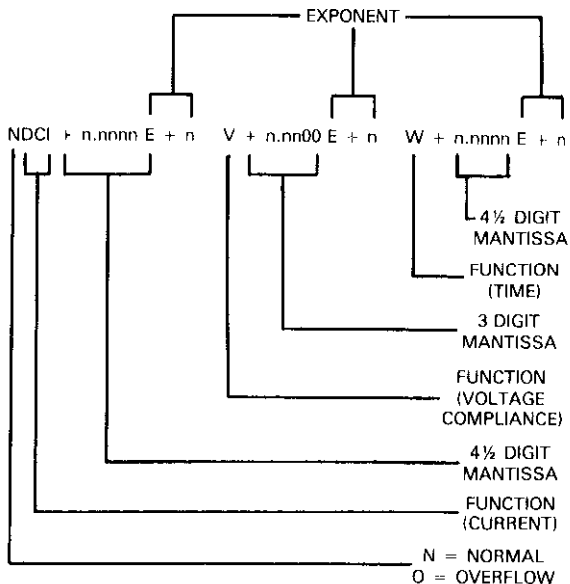 EXPONENT
NDCI + n.nnnn E + n V + n.nn00 E + n W + n.nnnn E + n
4½ DIGIT
MANTISSA
FUNCTION
(TIME)
3 DIGIT
MANTISSA
FUNCTION
(VOLTAGE
COMPLIANCE)
4½ DIGIT
MANTISSA
FUNCTION
(CURRENT)
N = NORMAL
O = OVERFLOW